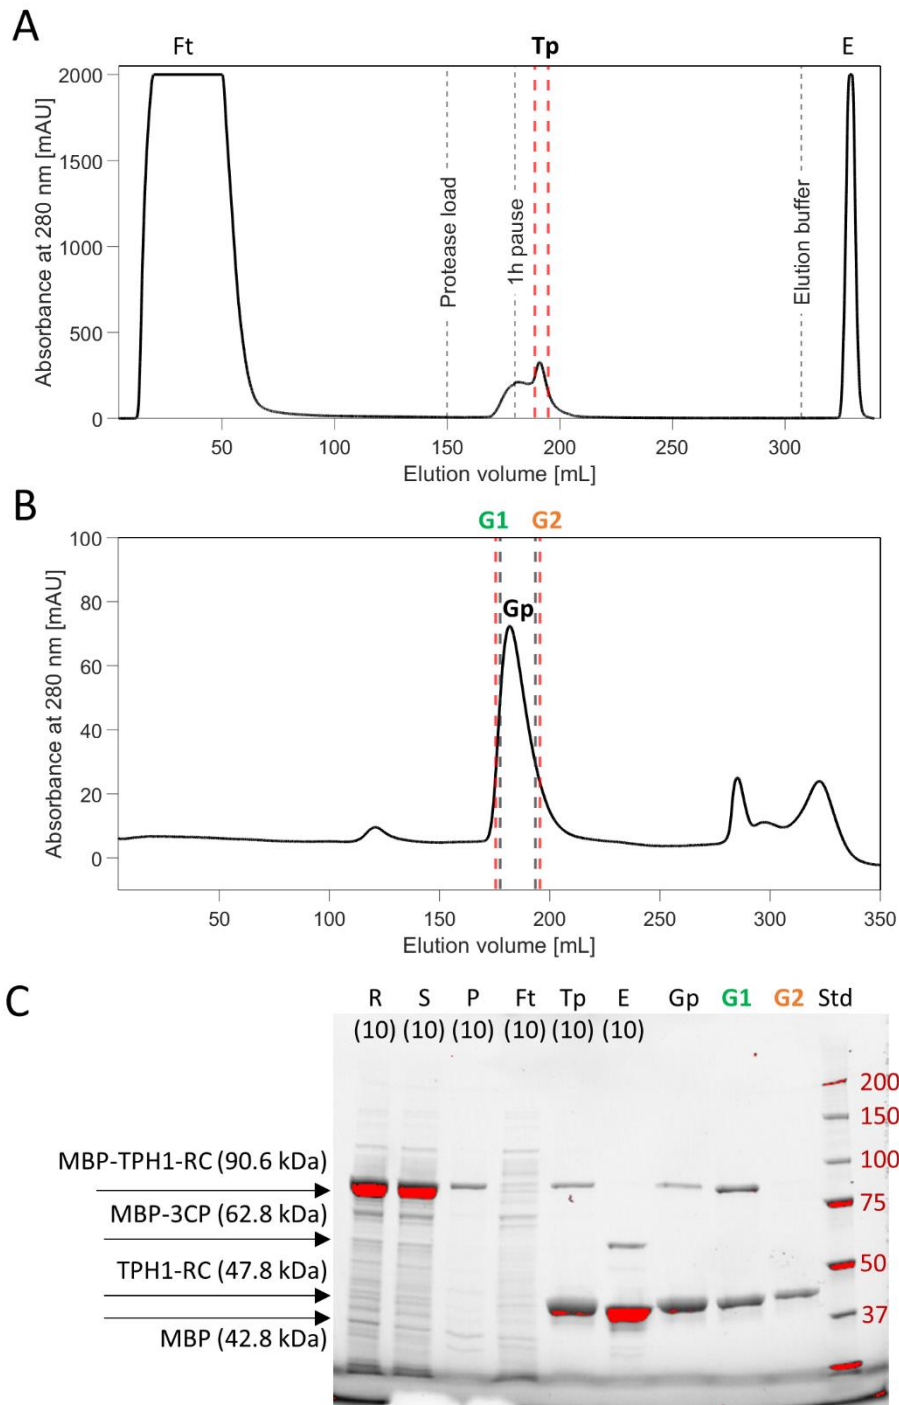 A
Ft Tp E
2000
1500
1000
500
0
Absorbance at 280 nm [mAU]
Protease load
1h pause
Elution buffer
50 100 150 200 250 300
Elution volume [mL]
B
G1 G2
100
80
60
40
20
0
Absorbance at 280 nm [mAU]
Gp
50 100 150 200 250 300 350
Elution volume [mL]
C
R S P Ft Tp E Gp G1 G2 Std
(10) (10) (10) (10) (10) (10)
200
150
100
75
50
37
MBP-TPH1-RC (90.6 kDa)
MBP-3CP (62.8 kDa)
TPH1-RC (47.8 kDa)
MBP (42.8 kDa)